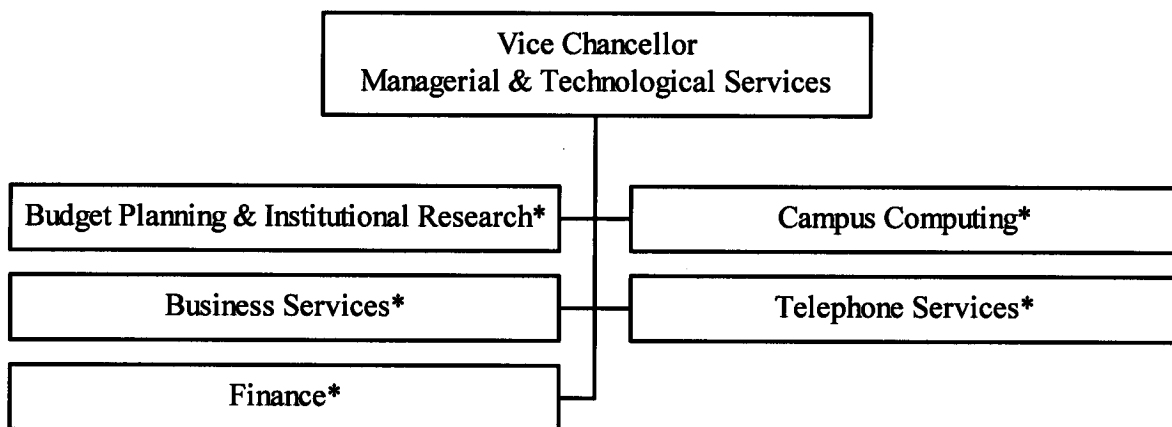 Vice Chancellor
Managerial & Technological Services
Budget Planning & Institutional Research*
Campus Computing*
Business Services*
Telephone Services*
Finance*